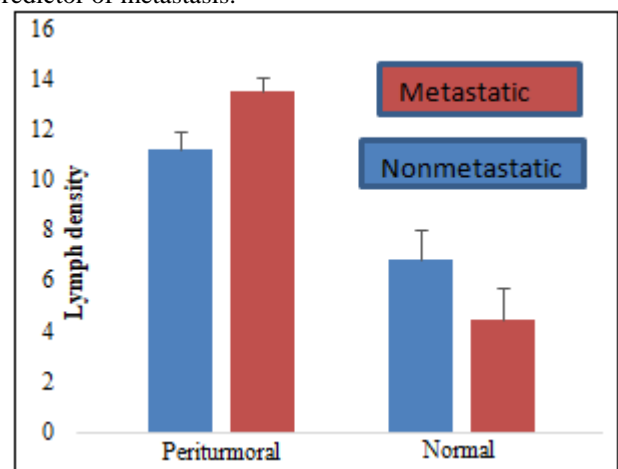 redictor of metastasis.
16
14
12
10
8
6
4
2
0
Lymph density
Metastatic
Nonmetastatic
Periturmoral Normal